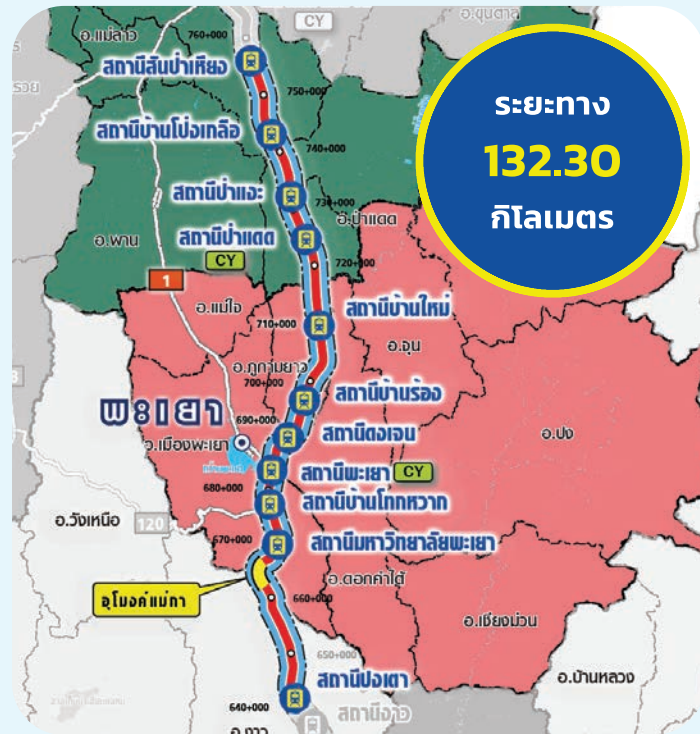 อ.แม่ลาว
760+000
CY
อ.ขุนตาล
สถานีสันป่าเหียง
750+000
ระยะทาง
132.30
กิโลเมตร
สถานีบ้านโป่งเกลือ
740+000
สถานีป่าแงะ
730+000
อ.ป่าแดด
อ.พาน
สถานีป่าแดด
CY
720+000
1
อ.แม่ใจ
สถานีบ้านใหม่
710+000
อ.จุน
อ.ภูกามยาว
700+000
สถานีบ้านร้อง
พะเยา
690+000
สถานีดงเจน
อ.ปง
อ.เมืองพะเยา
สถานีพะเยา
CY
680+000
สถานีบ้านโทกหวาก
อ.วังเหนือ
120
670+000
สถานีมหาวิทยาลัยพะเยา
อ.ดอกคำใต้
อุโมงค์แม่กา
660+000
อ.เชียงม่วน
650+000
อ.บ้านหลวง
สถานีปงเตา
640+000
สถานีงาว
อ.งาว